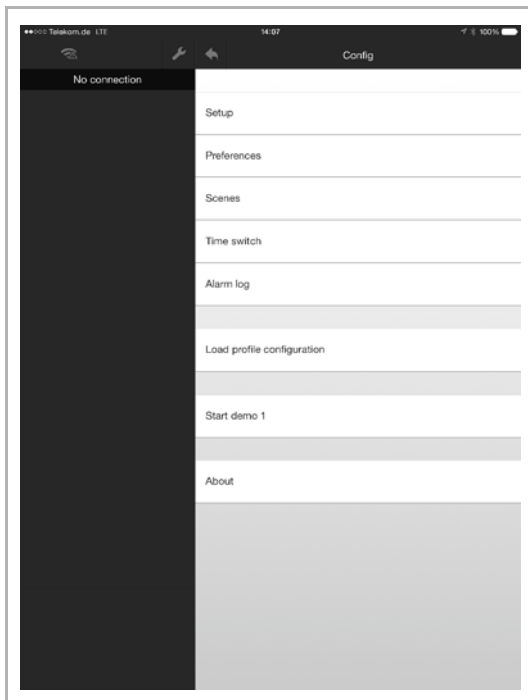 Telekom.de LTE 14:07 100%
Config
No connection
Setup
Preferences
Scenes
Time switch
Alarm log
Load profile configuration
Start demo 1
About